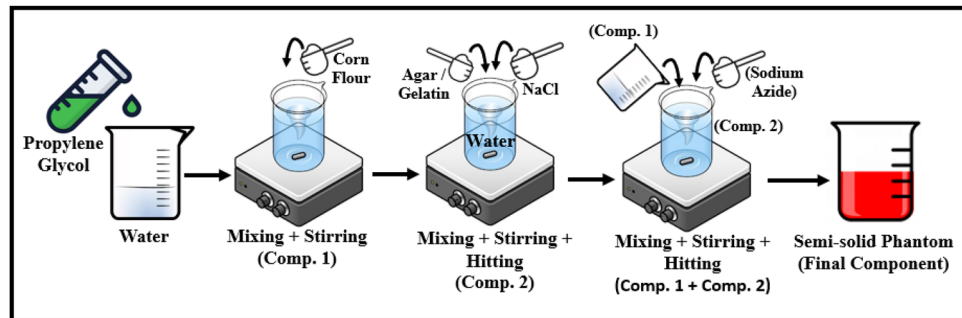 Propylene
Glycol
Water
Corn
Flour
Mixing + Stirring
(Comp. 1)
Agar /
Gelatin
NaCl
Water
Mixing + Stirring +
Hitting
(Comp. 2)
(Comp. 1)
(Sodium
Azide)
(Comp. 2)
Mixing + Stirring +
Hitting
(Comp. 1 + Comp. 2)
Semi-solid Phantom
(Final Component)